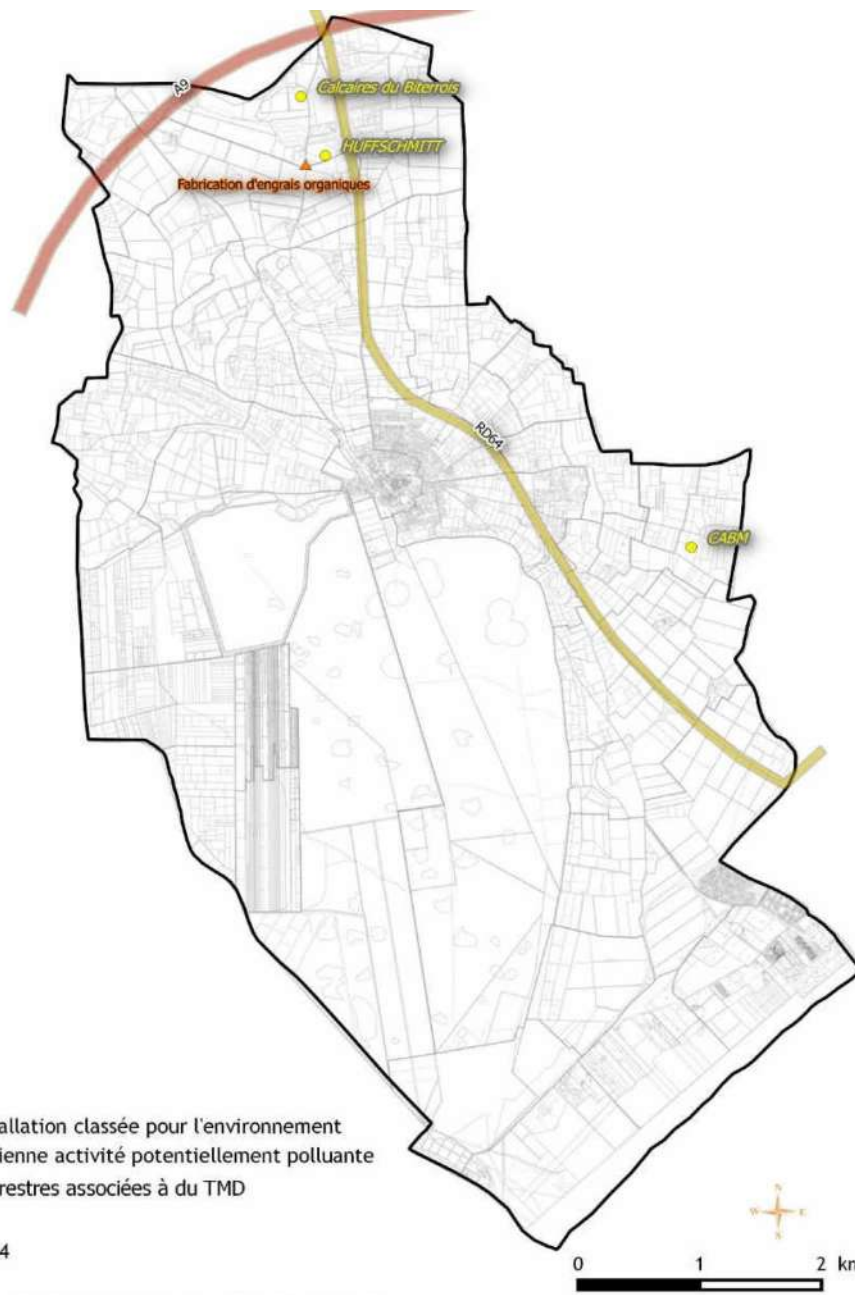 A9
Calcaires du Biterrois
HUFFSCHMITT
Fabrication d'engrais organiques
RD64
CABM
allation classée pour l'environnement
ienne activité potentiellement polluante
restres associées à du TMD
4
N
W E
S
0 1 2 km